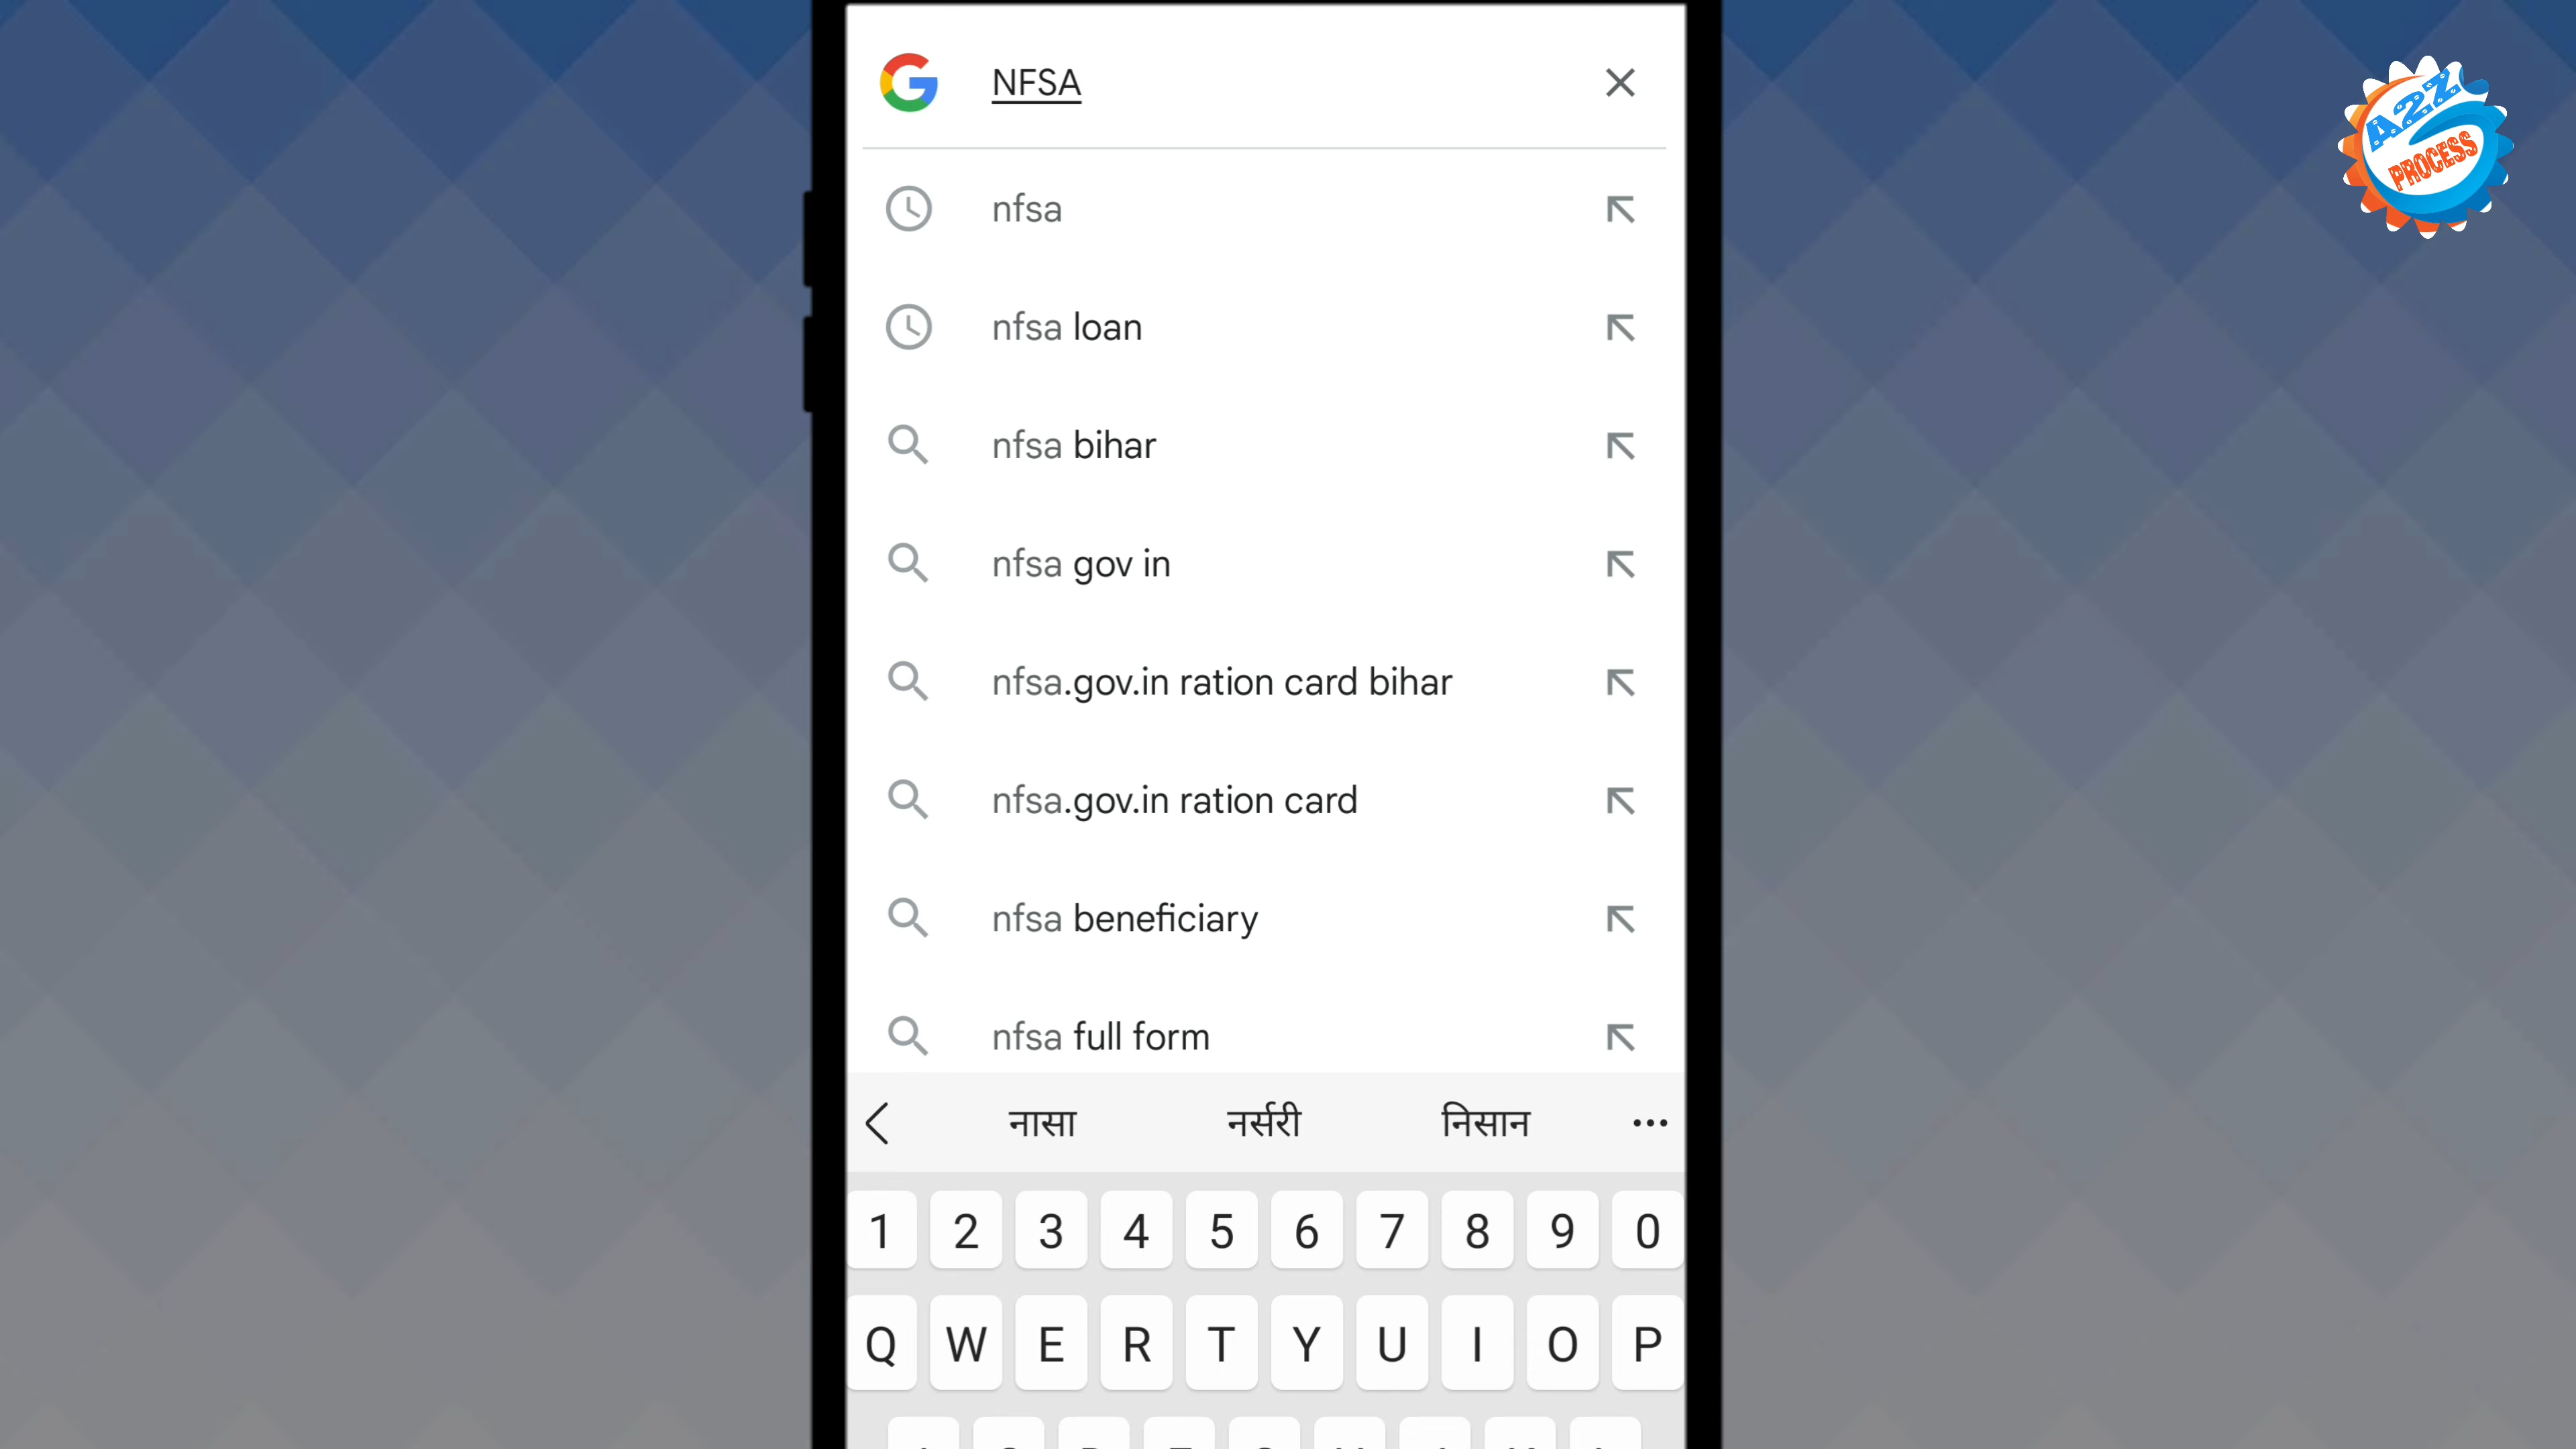 NFSA
A2Z
PROCESS
nfsa
nfsa loan
nfsa bihar
nfsa gov in
nfsa.gov.in ration card bihar
nfsa.gov.in ration card
nfsa beneficiary
nfsa full form
नासा नर्सरी निसान
1 2 3 4 5 6 7 8 9 0
Q W E R T Y U I O P